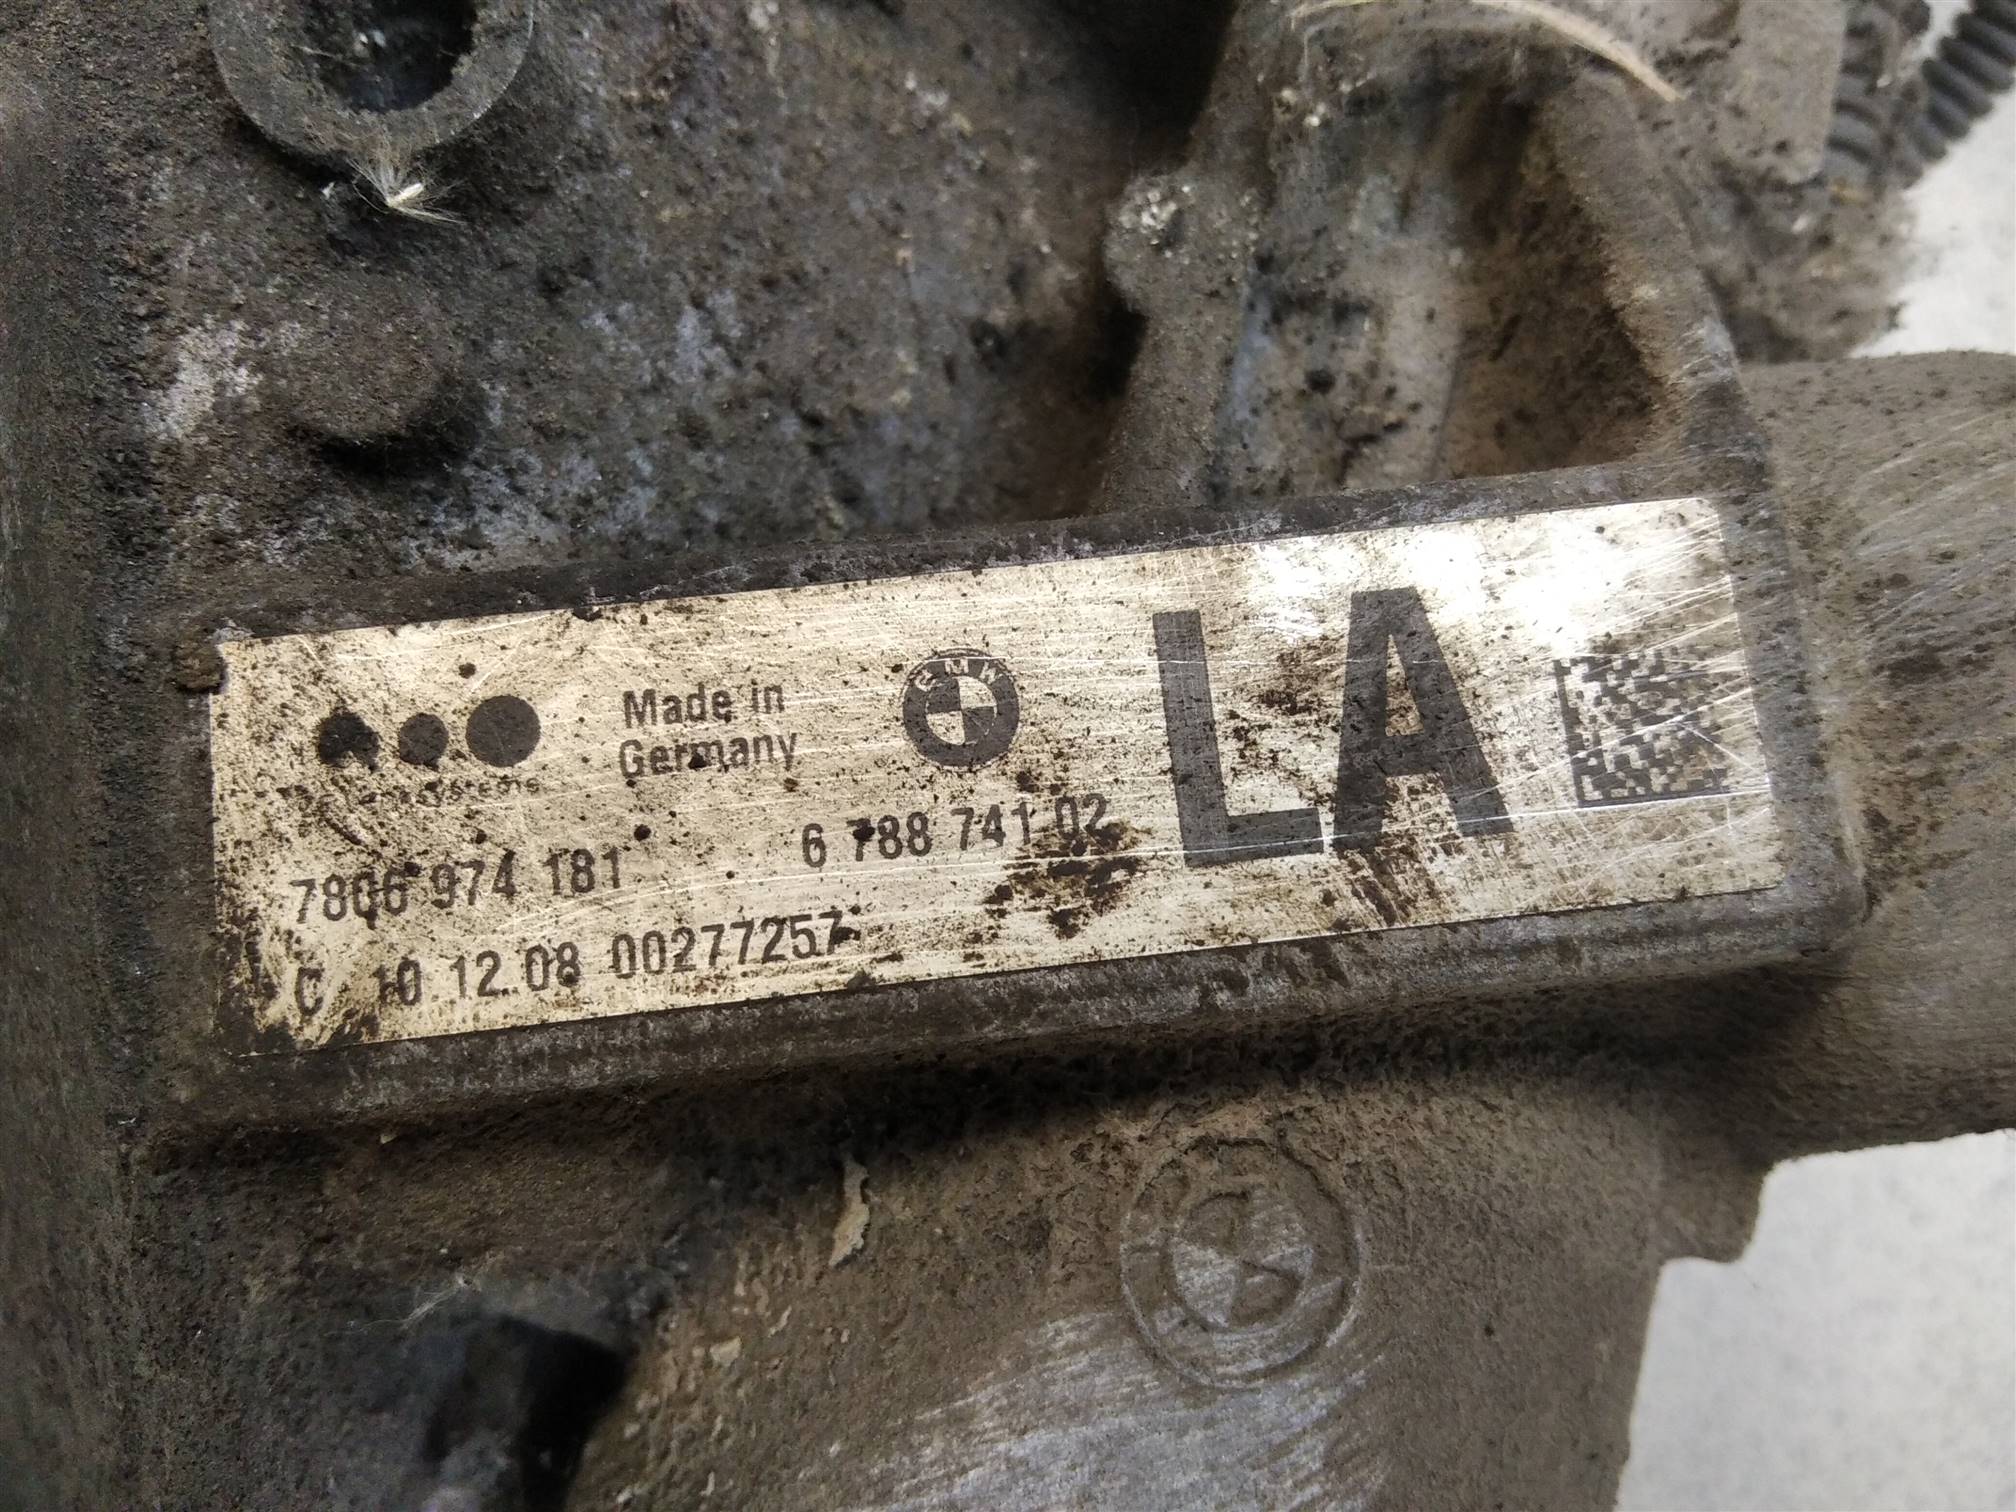 Made in
Germany
BMW
LA
7806 974 181
6 788 741 02
C 10.12.08 00277257